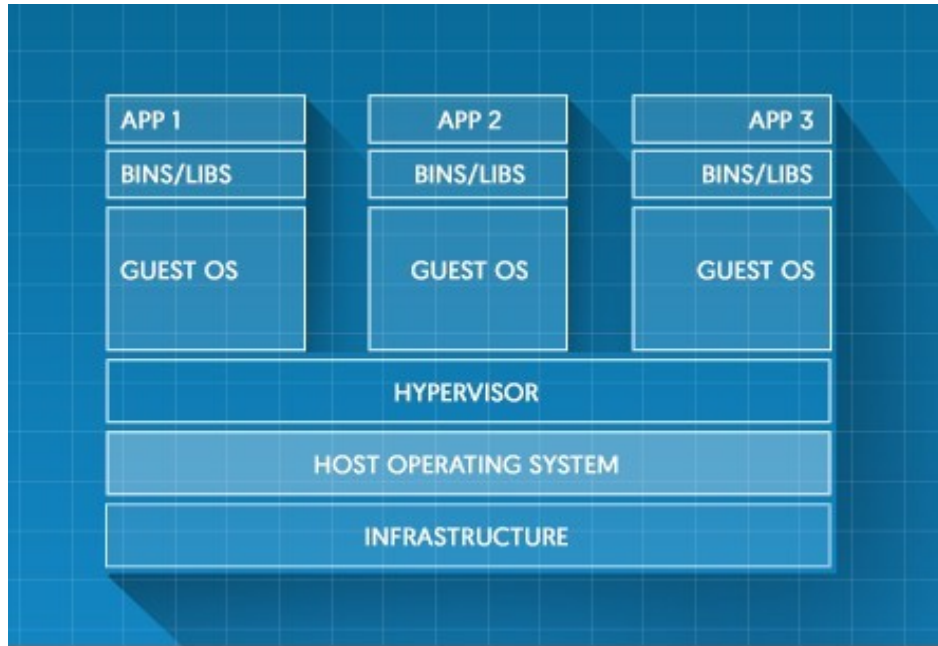 APP 1
APP 2
APP 3
BINS/LIBS
BINS/LIBS
BINS/LIBS
GUEST OS
GUEST OS
GUEST OS
HYPERVISOR
HOST OPERATING SYSTEM
INFRASTRUCTURE